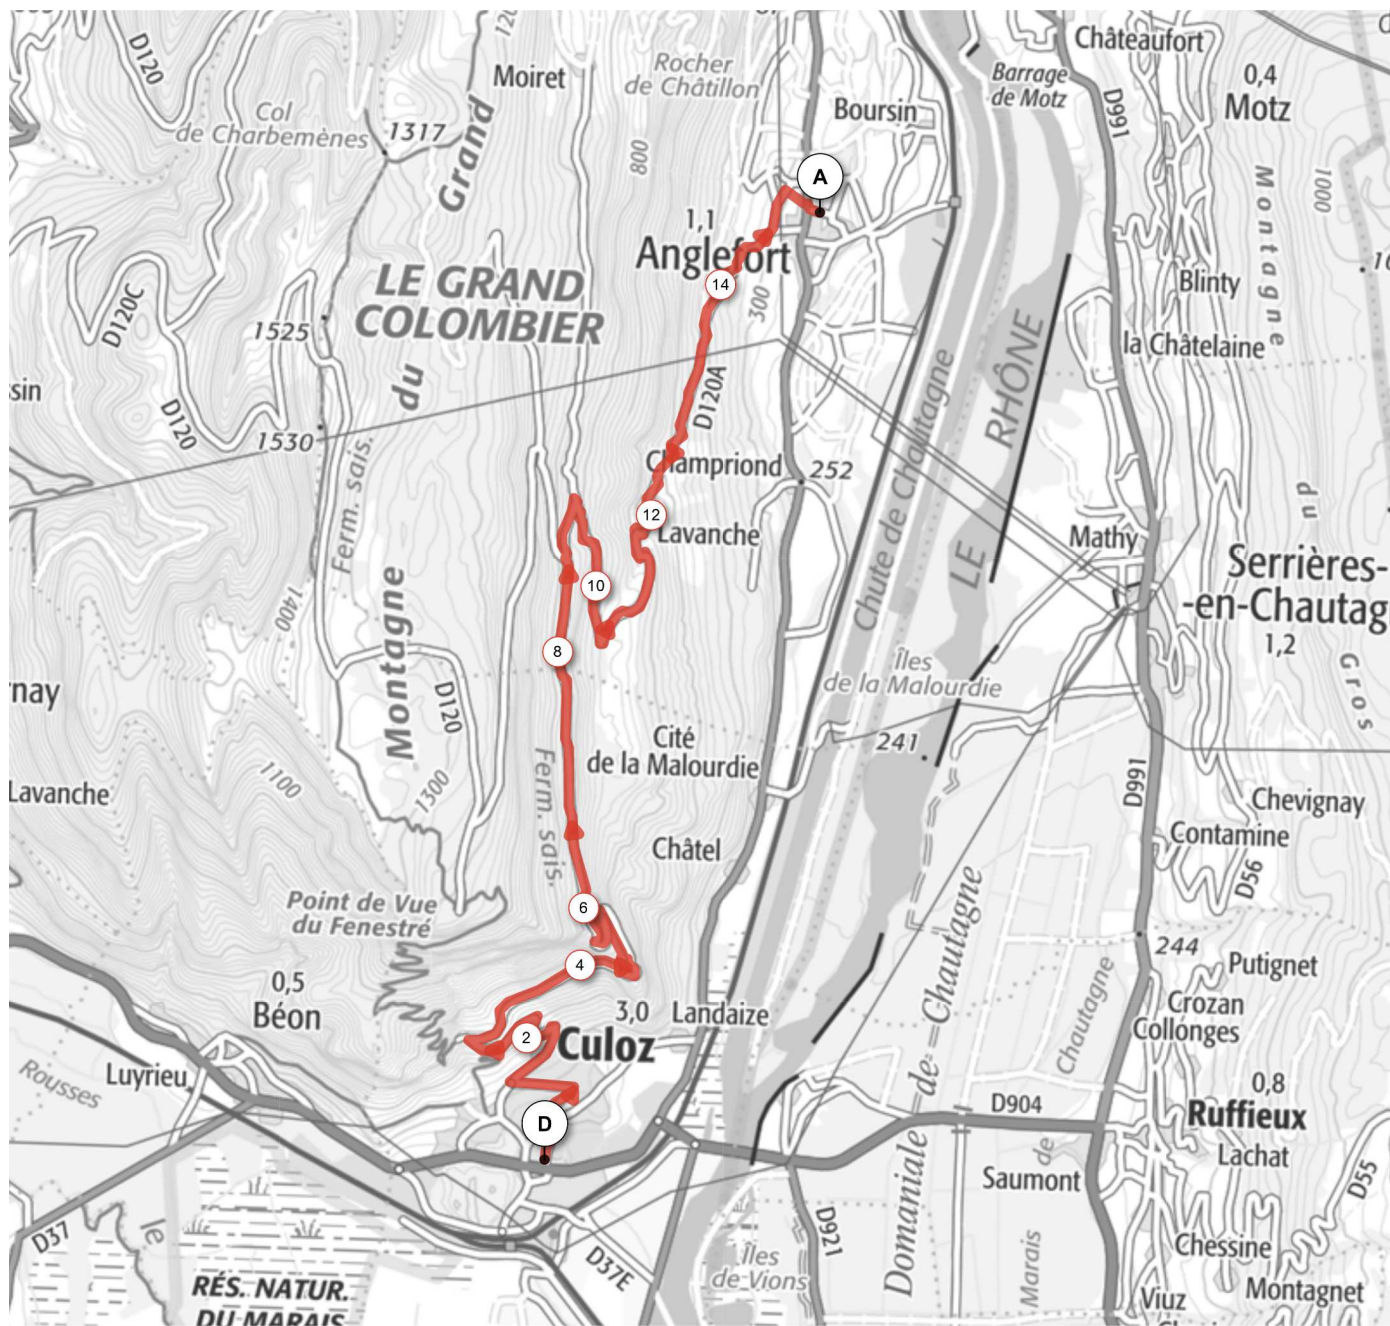 D120
Moiret
Rocher
de Châtillon
Châteaufort
Barrage
de Motz
0,4
Motz
Col
de Charbemènes
1317
Grand
800
Boursin
D991
A
Montagne
1000
1,1
Anglefort
LE GRAND
COLOMBIER
D120C
1525
14
300
Blinty
la Châtelaine
du
D120A
LE RHÔNE
Chute de Chautagne
D120
1530
Ferm. sais.
Champriond
252
12
Lavanche
du
Mathy
Serrières-
-en-Chautag
1,2
Gros
1400
Montagne
10
8
Îles
de la Malourdie
D120
241
Cité
de la Malourdie
Lavanche
1100
1300
Ferm. sais.
D991
Chevignay
Contamine
D56
Châtel
Point de Vue
du Fenestré
6
4
244
Putignet
Crozan
Collonges
0,5
Béon
3,0
Culoz
Landaize
2
Luyrieu
Rousses
Domaniale de Chautagne
Chautagne
de
Marais
D904
0,8
Ruffieux
Lachat
D
Saumont
D55
D37
le
D37E
D921
Îles
de Vions
RÉS. NATUR.
DU MARAIS
Chessine
Montagnet
Viuz